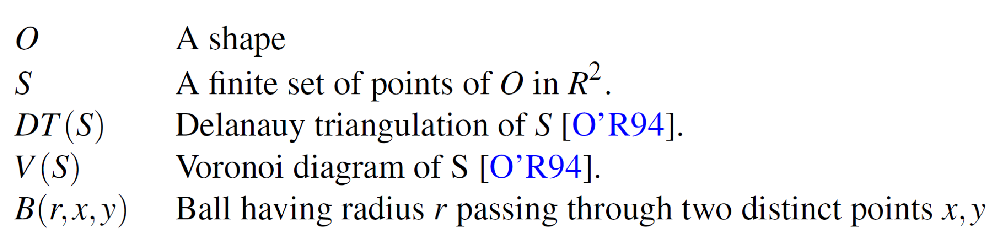 O A shape
S A finite set of points of O in R².
DT(S) Delanauy triangulation of S [O’R94].
V(S) Voronoi diagram of S [O’R94].
B(r,x,y) Ball having radius r passing through two distinct points x,y